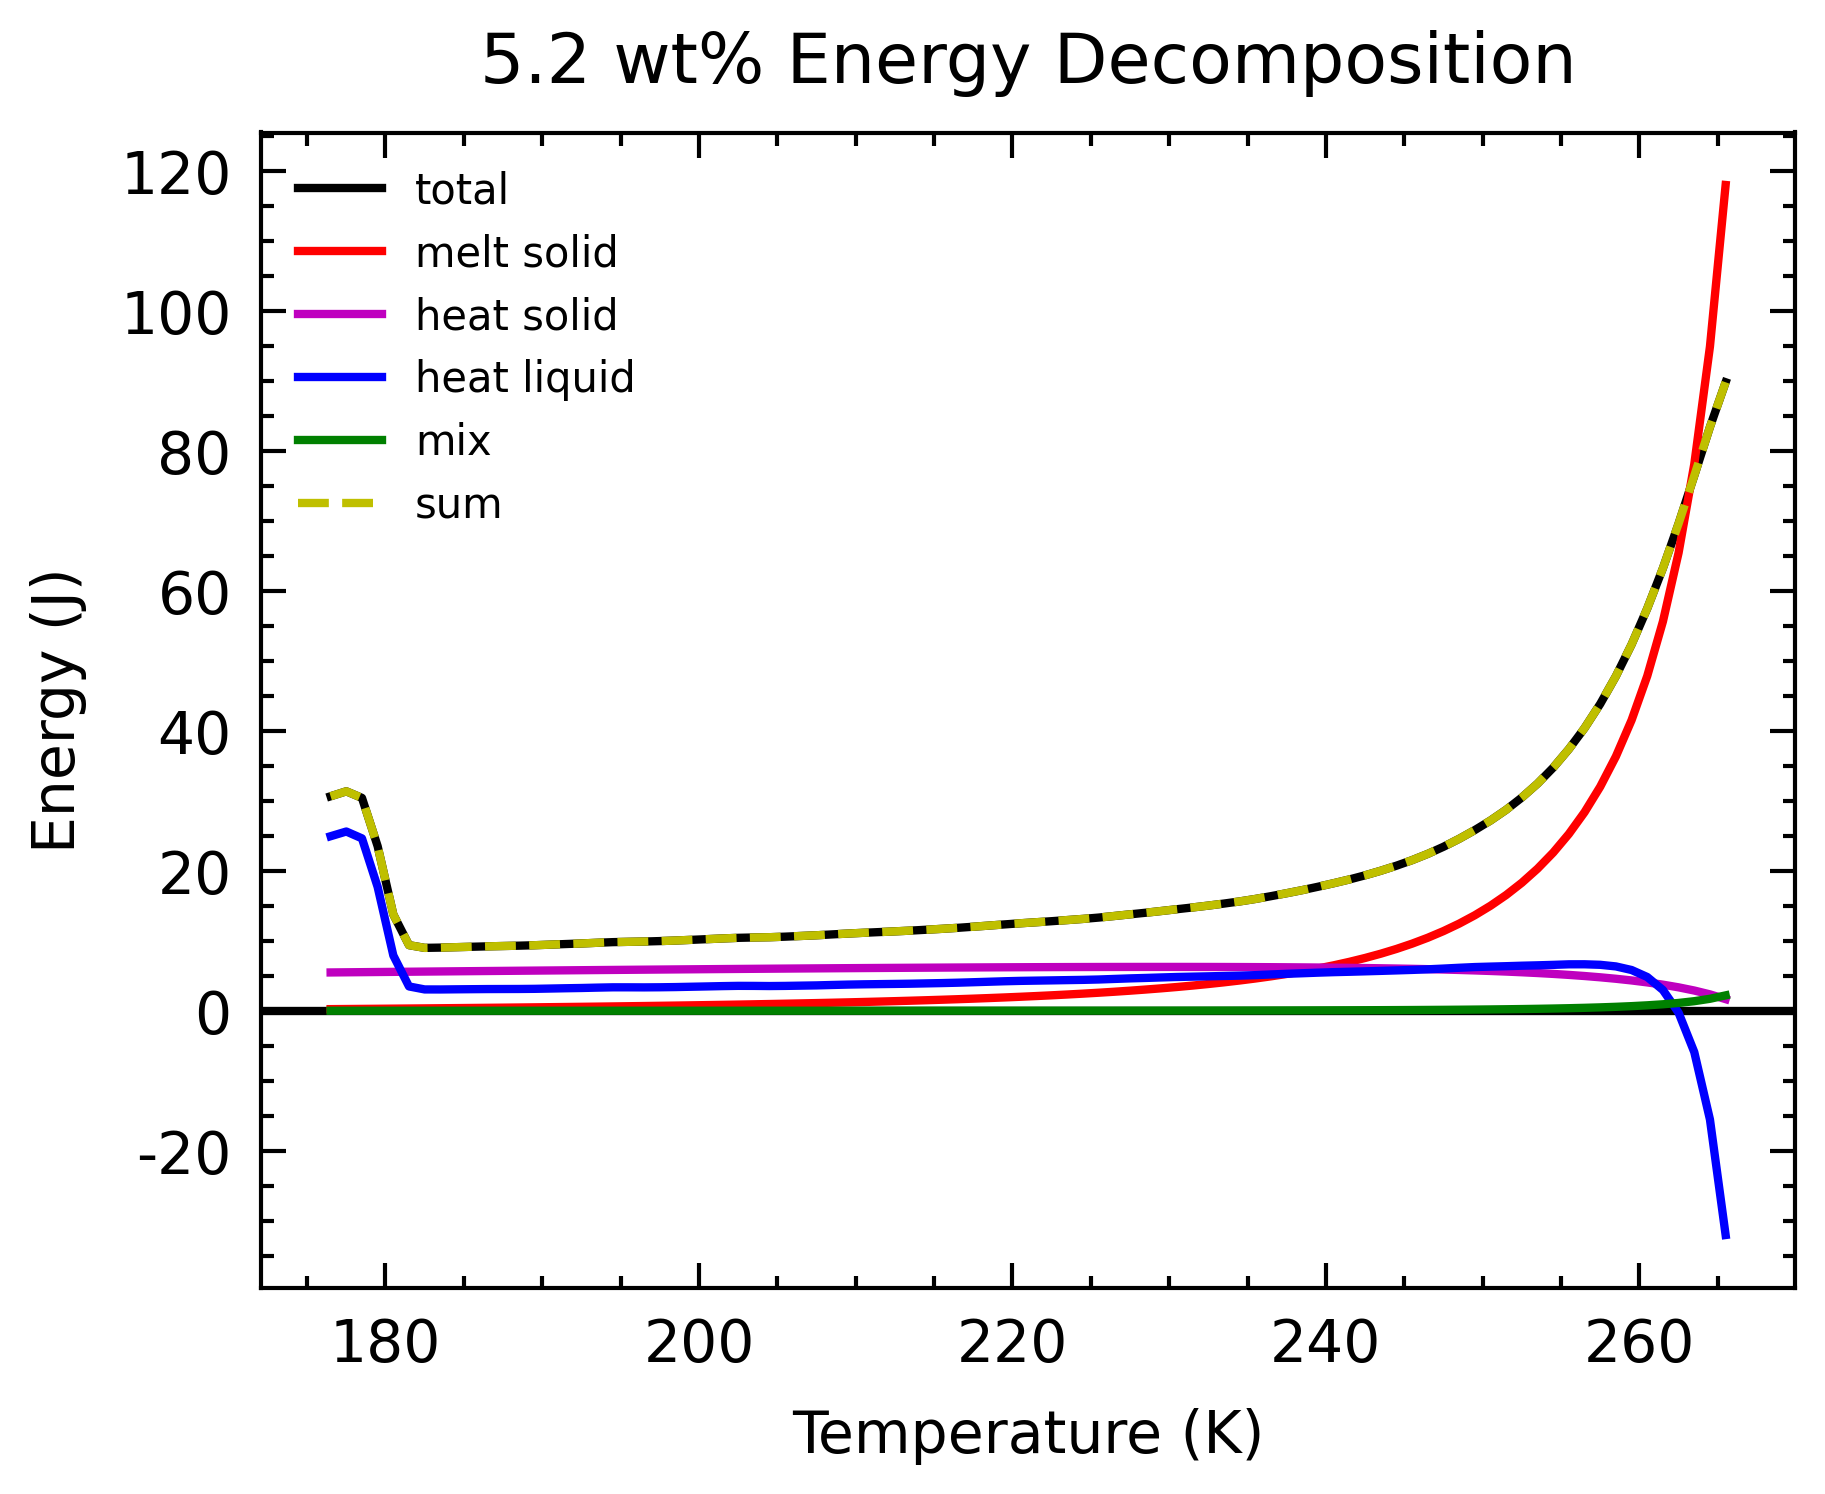 5.2 wt% Energy Decomposition
120
100
80
60
40
20
0
-20
Energy (J)
total
melt solid
heat solid
heat liquid
mix
sum
180 200 220 240 260
Temperature (K)